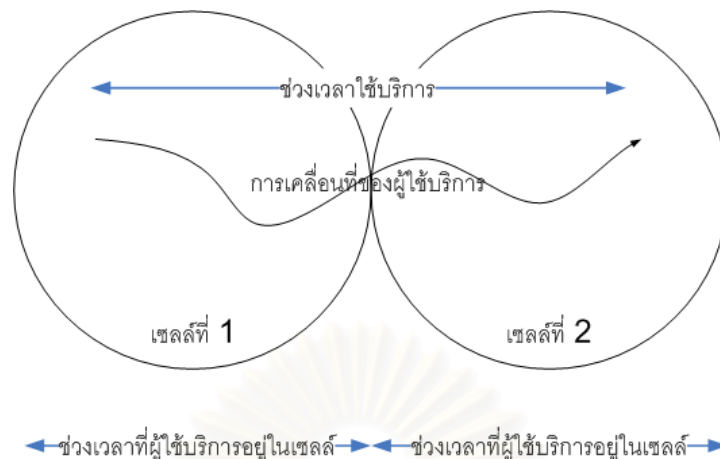 ช่วงเวลาใช้บริการ
การเคลื่อนที่ของผู้ใช้บริการ
เซลล์ที่ 1
เซลล์ที่ 2
ช่วงเวลาที่ผู้ใช้บริการอยู่ในเซลล์
ช่วงเวลาที่ผู้ใช้บริการอยู่ในเซลล์